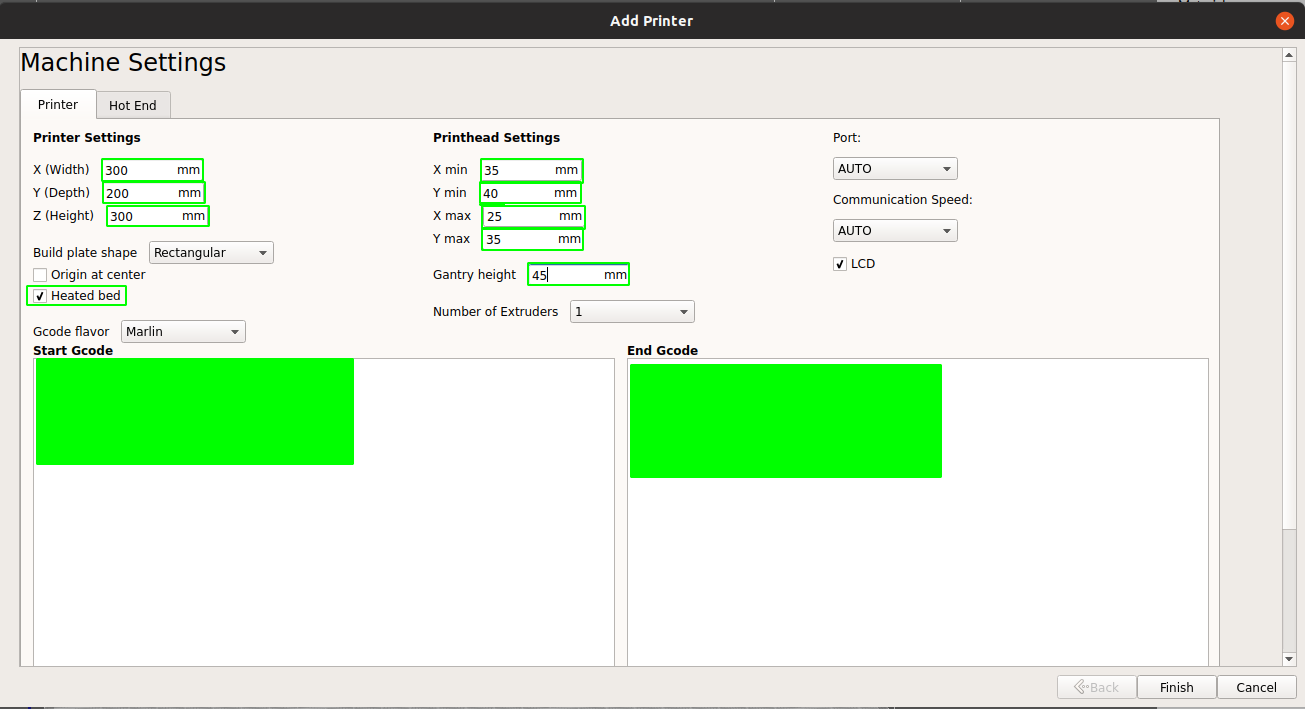 Add Printer
Machine Settings
Printer
Hot End
Printer Settings
X (Width) 300 mm
Y (Depth) 200 mm
Z (Height) 300 mm
Build plate shape Rectangular
Origin at center
Heated bed
Gcode flavor Marlin
Printhead Settings
X min 35 mm
Y min 40 mm
X max 25 mm
Y max 35 mm
Gantry height 45 mm
Number of Extruders 1
Port:
AUTO
Communication Speed:
AUTO
LCD
Start Gcode
End Gcode
Back
Finish
Cancel